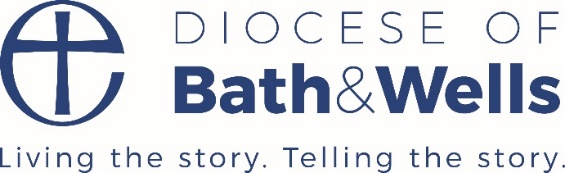 DIOCESE OF
Bath&Wells
Living the story. Telling the story.